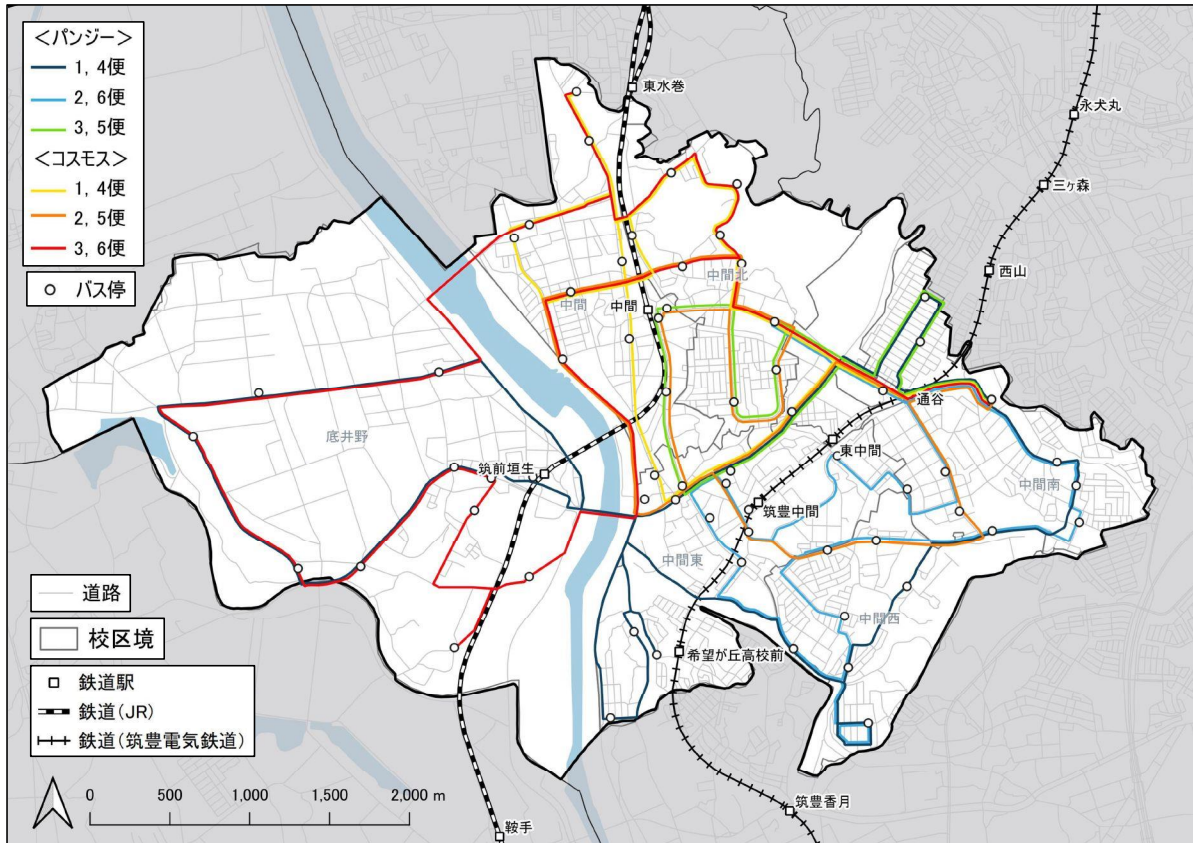 ＜パンジー＞
1, 4便
2, 6便
3, 5便
＜コスモス＞
1, 4便
2, 5便
3, 6便
バス停
東水巻
永犬丸
三ヶ森
西山
中間北
中間
中間
通谷
底井野
筑前垣生
東中間
中間南
筑豊中間
中間東
中間西
希望が丘高校前
道路
校区境
鉄道駅
鉄道(JR)
鉄道(筑豊電気鉄道)
0 500 1,000 1,500 2,000 m
筑豊香月
鞍手